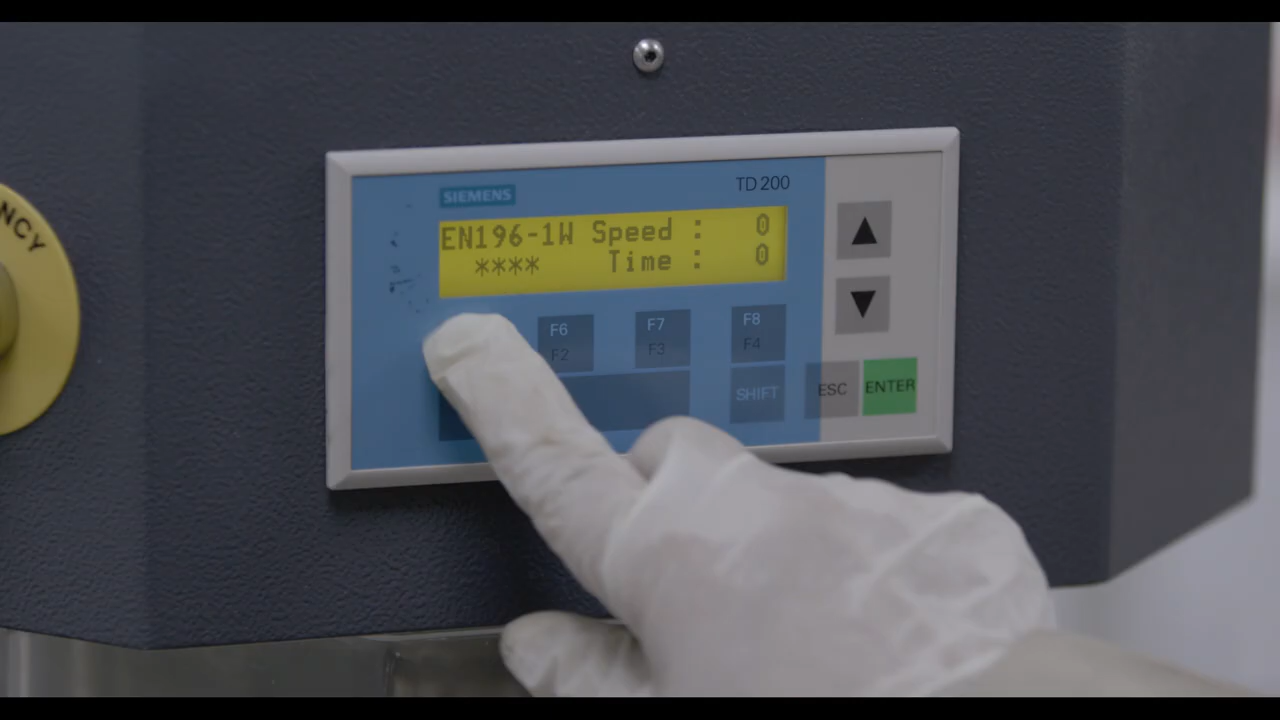 NCY
SIEMENS
TD 200
EN196-1W Speed : 0
**** Time : 0
F6 F7 F8
F2 F3 F4
SHIFT ESC ENTER